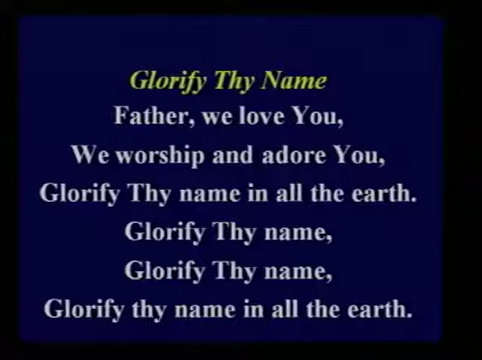 Glorify Thy Name
Father, we love You,
We worship and adore You,
Glorify Thy name in all the earth.
Glorify Thy name,
Glorify Thy name,
Glorify thy name in all the earth.